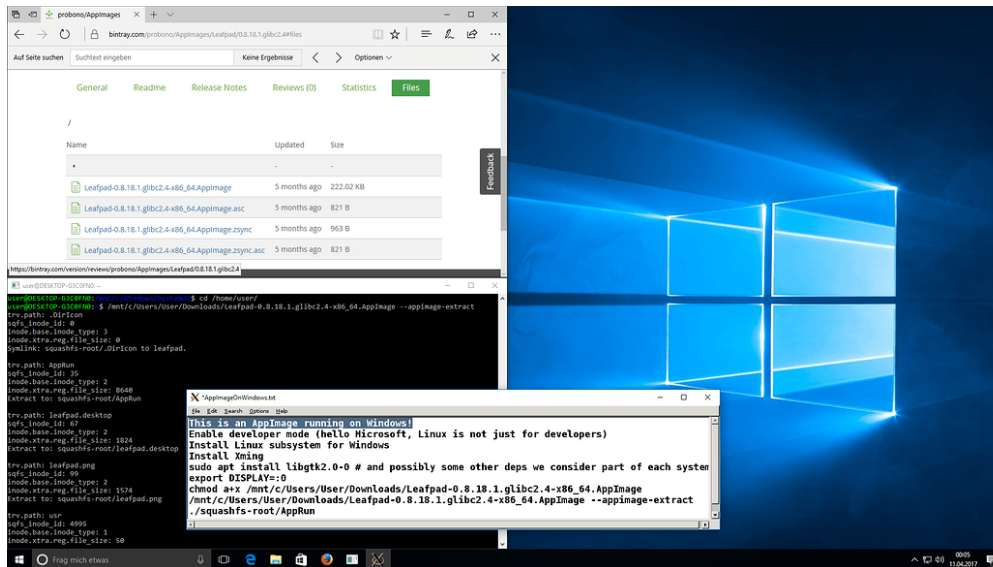 probono/AppImages
bintray.com/probono/AppImages/Leafpad/0.8.18.1.glibc2.4#files
Auf Seite suchen
Suchtext eingeben
Keine Ergebnisse
Optionen
General
Readme
Release Notes
Reviews (0)
Statistics
Files
/
Name Updated Size
. - -
Leafpad-0.8.18.1.glibc2.4-x86_64.AppImage 5 months ago 222.02 KB
Leafpad-0.8.18.1.glibc2.4-x86_64.AppImage.asc 5 months ago 821 B
Leafpad-0.8.18.1.glibc2.4-x86_64.AppImage.zsync 5 months ago 963 B
Leafpad-0.8.18.1.glibc2.4-x86_64.AppImage.zsync.asc 5 months ago 821 B
Feedback
https://bintray.com/version/reviews/probono/AppImages/Leafpad/0.8.18.1.glibc2.4
user@DESKTOP-G3C0FN0: ~
user@DESKTOP-G3C0FN0:/mnt/c/Windows/System32$ cd /home/user/
user@DESKTOP-G3C0FN0:~$ /mnt/c/Users/User/Downloads/Leafpad-0.8.18.1.glibc2.4-x86_64.AppImage --appimage-extract
trv.path: .DirIcon
sqfs_inode_id: 0
inode.base.inode_type: 3
inode.xtra.reg.file_size: 0
Symlink: squashfs-root/.DirIcon to leafpad.
trv.path: AppRun
sqfs_inode_id: 35
inode.base.inode_type: 2
inode.xtra.reg.file_size: 8640
Extract to: squashfs-root/AppRun
trv.path: leafpad.desktop
sqfs_inode_id: 67
inode.base.inode_type: 2
inode.xtra.reg.file_size: 1824
Extract to: squashfs-root/leafpad.desktop
trv.path: leafpad.png
sqfs_inode_id: 99
inode.base.inode_type: 2
inode.xtra.reg.file_size: 1574
Extract to: squashfs-root/leafpad.png
trv.path: usr
sqfs_inode_id: 4995
inode.base.inode_type: 1
inode.xtra.reg.file_size: 50
*AppImageOnWindows.txt
File Edit Search Options Help
This is an AppImage running on Windows!
Enable developer mode (hello Microsoft, Linux is not just for developers)
Install Linux subsystem for Windows
Install Xming
sudo apt install libgtk2.0-0 # and possibly some other deps we consider part of each system
export DISPLAY=:0
chmod a+x /mnt/c/Users/User/Downloads/Leafpad-0.8.18.1.glibc2.4-x86_64.AppImage
/mnt/c/Users/User/Downloads/Leafpad-0.8.18.1.glibc2.4-x86_64.AppImage --appimage-extract
./squashfs-root/AppRun
Frag mich etwas
00:05
11.04.2017